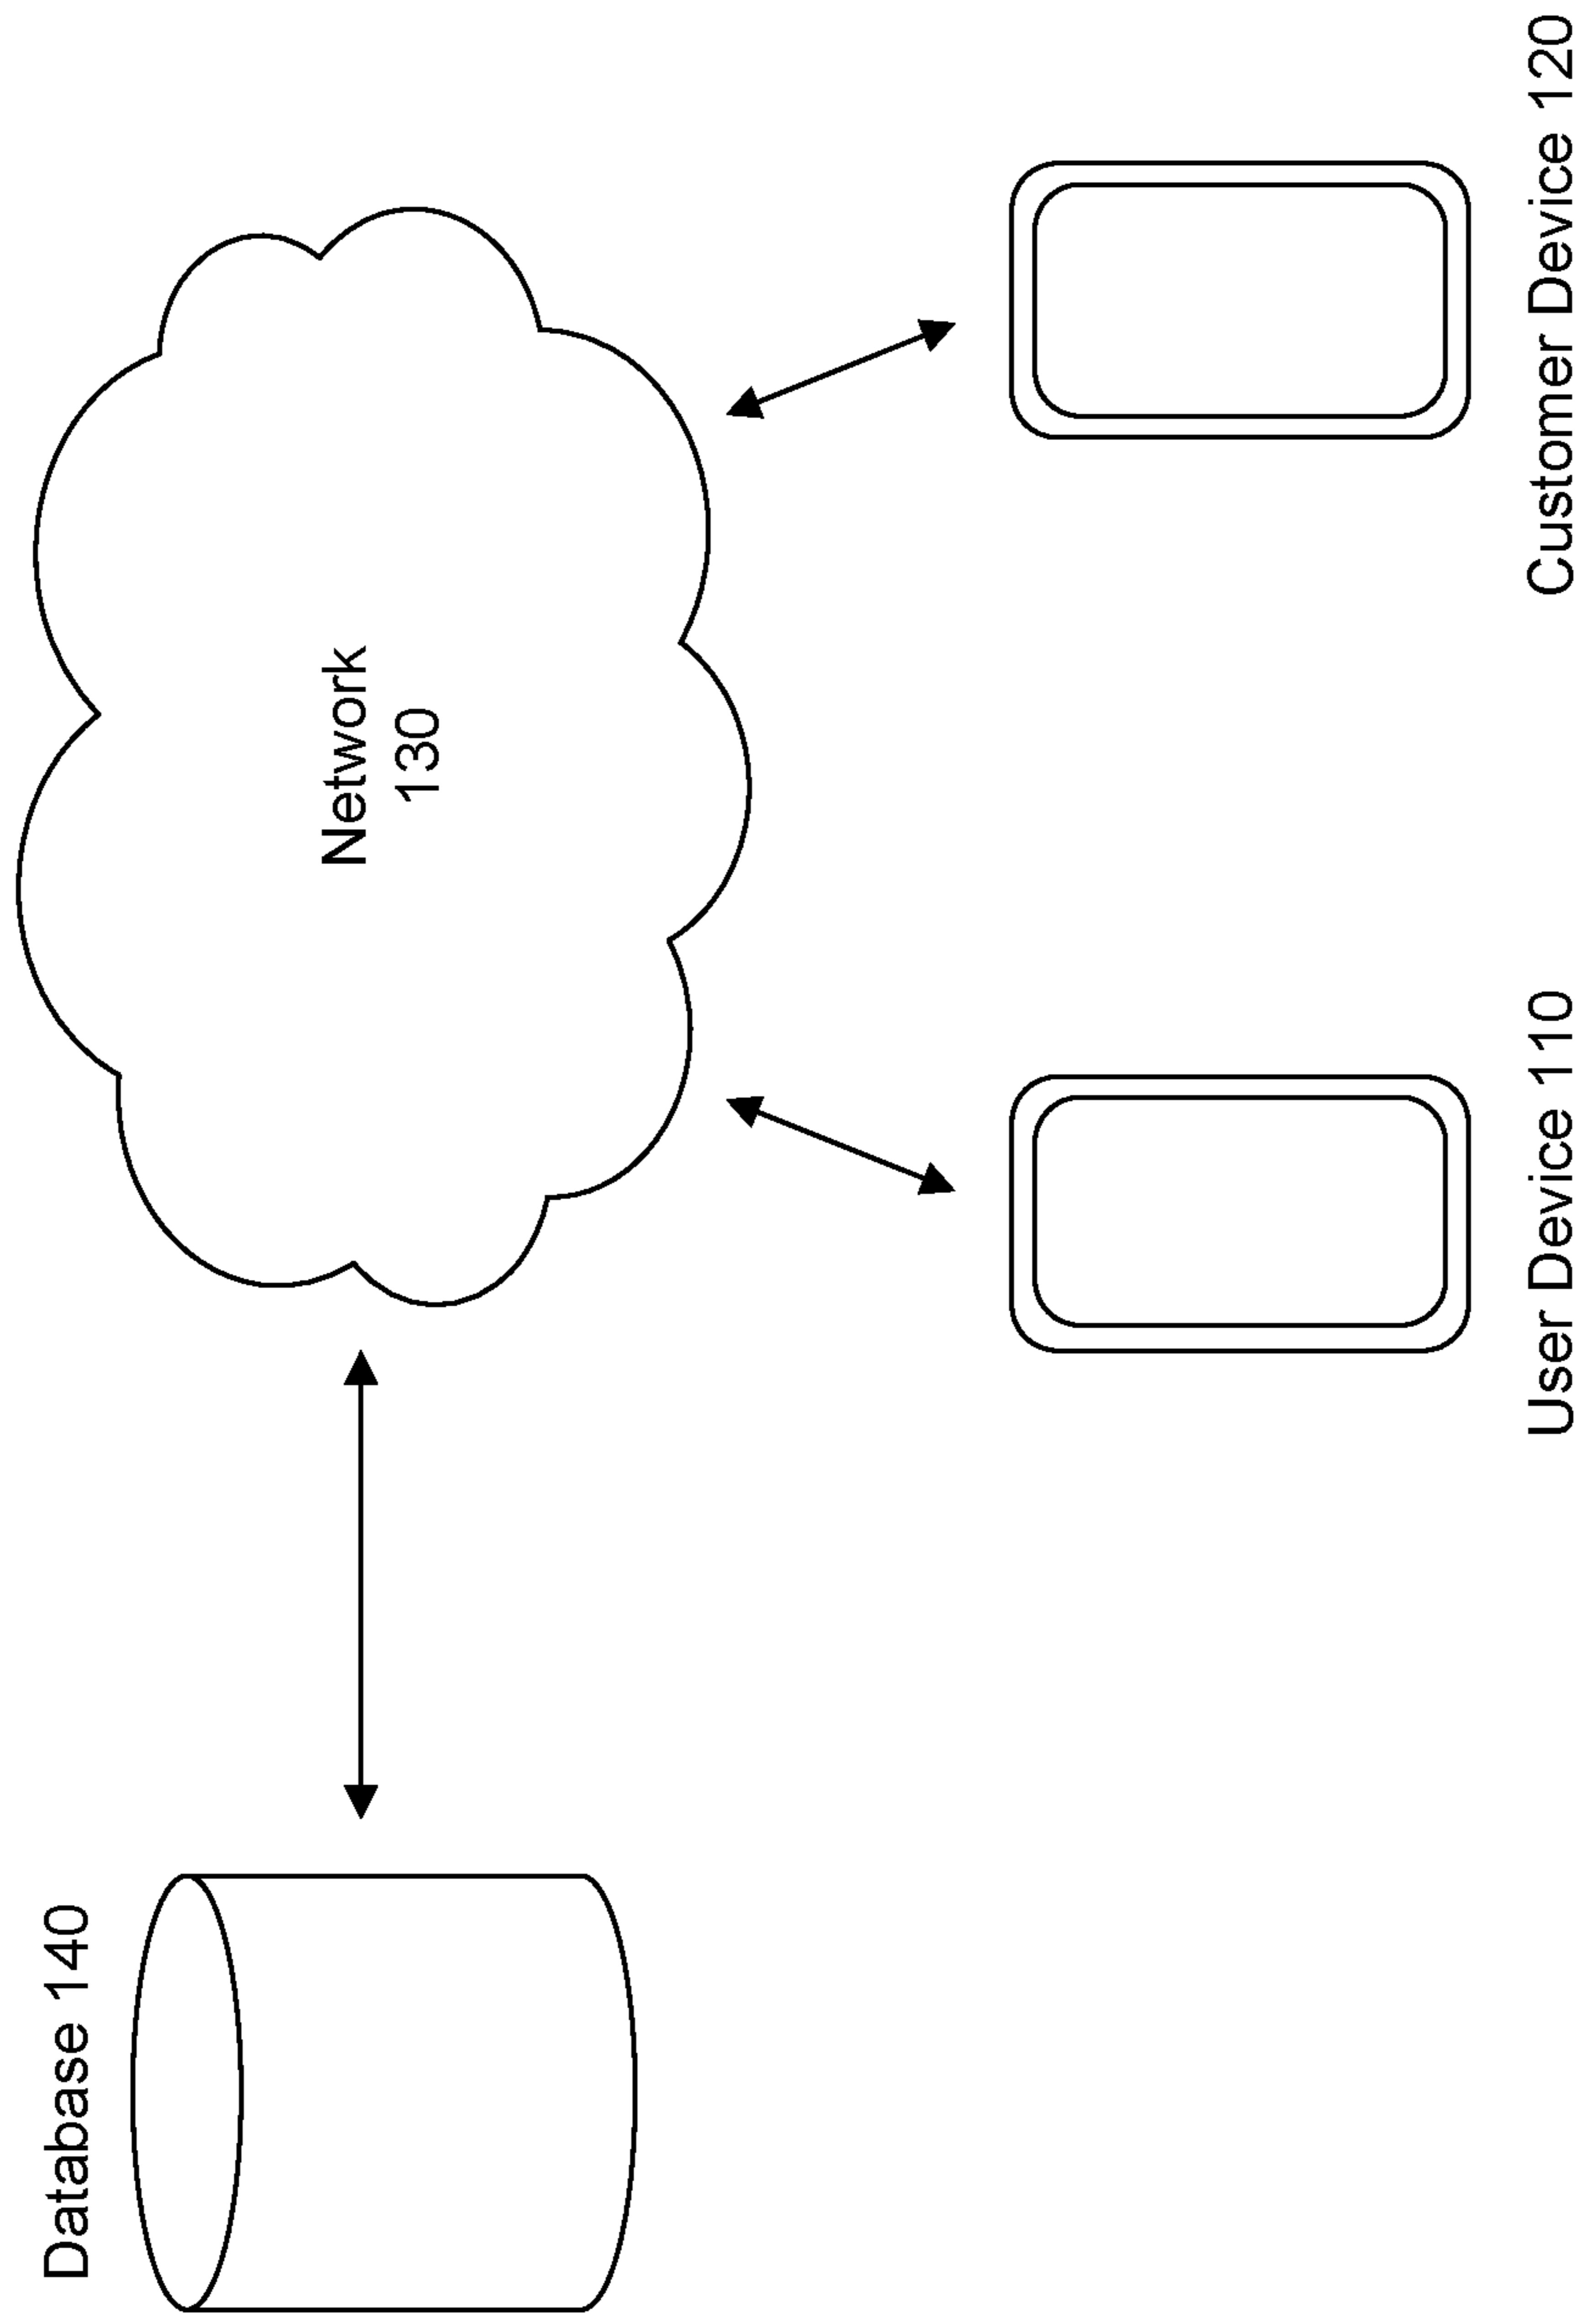 Database 140
Network
130
User Device 110
Customer Device 120